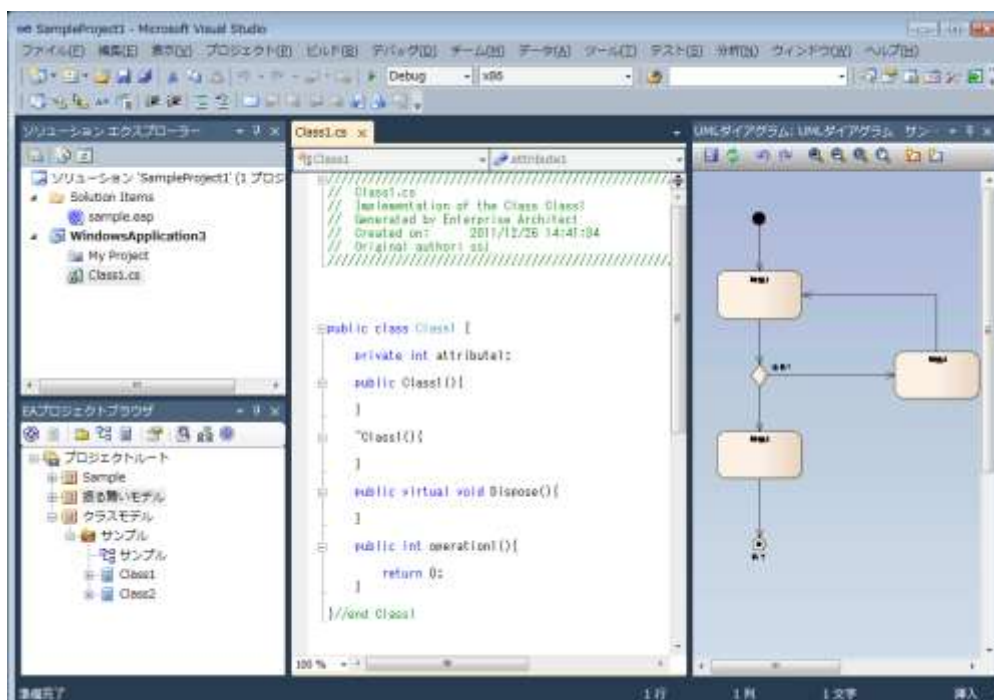 SampleProject1 - Microsoft Visual Studio
ファイル(F) 編集(E) 表示(V) プロジェクト(P) ビルド(B) デバッグ(D) チーム(M) データ(A) ツール(T) テスト(S) 分析(N) ウィンドウ(W) ヘルプ(H)
Debug x86
ソリューション エクスプローラー
ソリューション 'SampleProject1' (1 プロジ
Solution Items
sample.eap
WindowsApplication3
My Project
Class1.cs
EAプロジェクトブラウザ
プロジェクトルート
Sample
振る舞いモデル
クラスモデル
サンプル
サンプル
Class1
Class2
Class1.cs
Class1 attribute1
///////////////////////////////////////////////////////////
// Class1.cs
// Implementation of the Class Class1
// Generated by Enterprise Architect
// Created on: 2011/12/26 14:41:34
// Original author: ssj
///////////////////////////////////////////////////////////
public class Class1 {
private int attribute1;
public Class1(){
}
~Class1(){
}
public virtual void Dispose(){
}
public int operation1(){
return 0;
}
}//end Class1
100 %
UMLダイアグラム: UMLダイアグラム サン
準備完了 1 行 1 列 1 文字 挿入